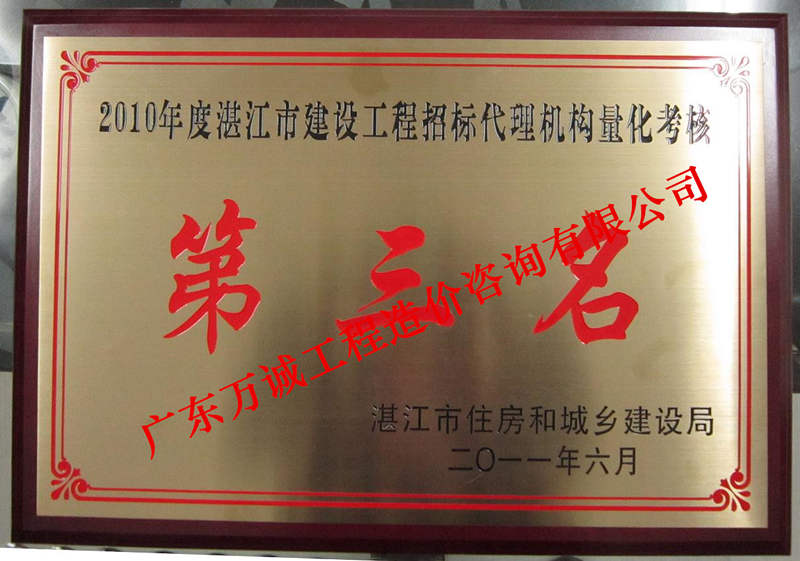 2010年度湛江市建设工程招标代理机构量化考核
第三名
广东万诚工程造价咨询有限公司
湛江市住房和城乡建设局
二〇一一年六月